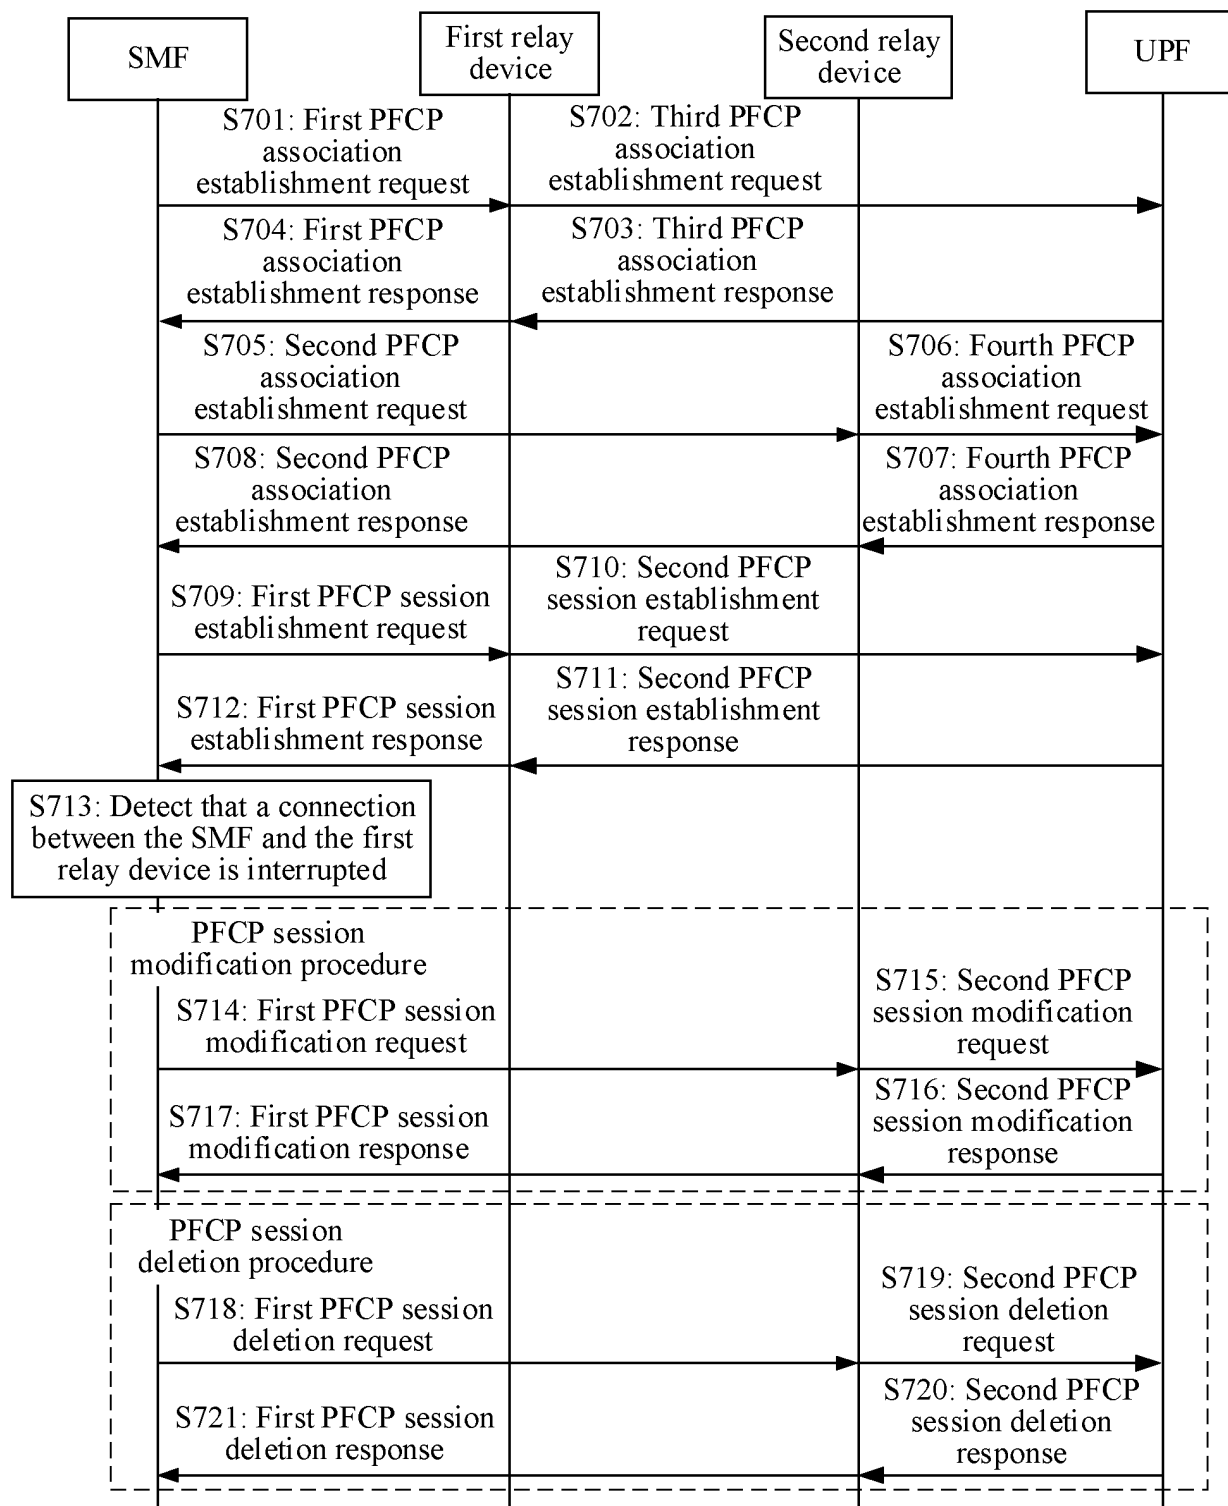 SMF
First relay
device
Second relay
device
UPF
S701: First PFCP
association
establishment request
S702: Third PFCP
association
establishment request
S704: First PFCP
association
establishment response
S703: Third PFCP
association
establishment response
S705: Second PFCP
association
establishment request
S706: Fourth PFCP
association
establishment request
S708: Second PFCP
association
establishment response
S707: Fourth PFCP
association
establishment response
S709: First PFCP session
establishment request
S710: Second PFCP
session establishment
request
S712: First PFCP session
establishment response
S711: Second PFCP
session establishment
response
S713: Detect that a connection
between the SMF and the first
relay device is interrupted
PFCP session
modification procedure
S714: First PFCP session
modification request
S715: Second PFCP
session modification
request
S717: First PFCP session
modification response
S716: Second PFCP
session modification
response
PFCP session
deletion procedure
S718: First PFCP session
deletion request
S719: Second PFCP
session deletion
request
S721: First PFCP session
deletion response
S720: Second PFCP
session deletion
response